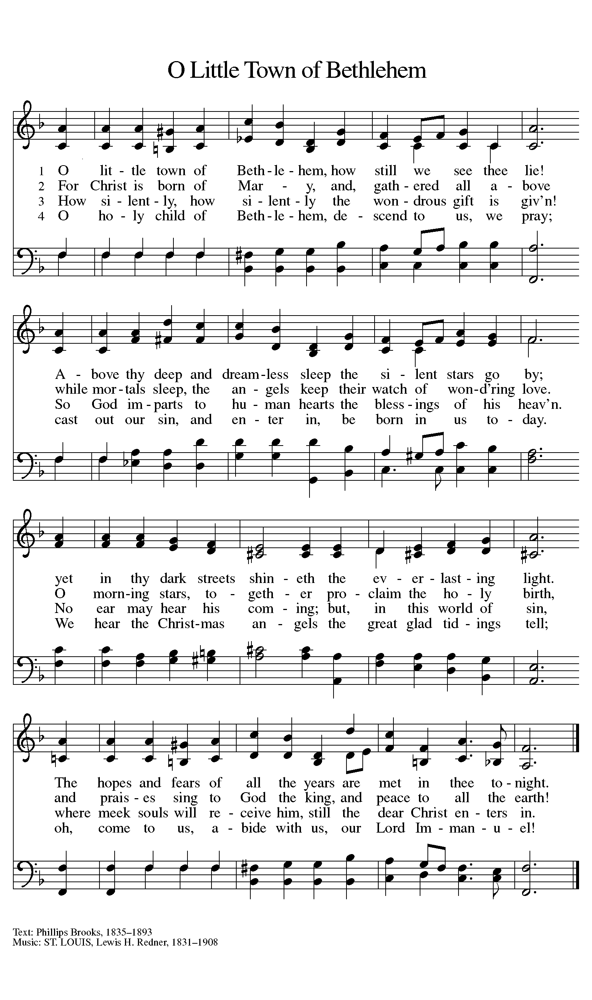 O Little Town of Bethlehem
1 O lit - tle town of Beth - le - hem, how still we see thee lie!
2 For Christ is born of Mar - y, and, gath - ered all a - bove
3 How si - lent - ly, how si - lent - ly the won - drous gift is giv'n!
4 O ho - ly child of Beth - le - hem, de - scend to us, we pray;
A - bove thy deep and dream - less sleep the si - lent stars go by;
while mor - tals sleep, the an - gels keep their watch of won - d'ring love.
So God im - parts to hu - man hearts the bless - ings of his heav'n.
cast out our sin, and en - ter in, be born in us to - day.
yet in thy dark streets shin - eth the ev - er - last - ing light.
O morn - ing stars, to - geth - er pro - claim the ho - ly birth,
No ear may hear his com - ing; but, in this world of sin,
We hear the Christ - mas an - gels the great glad tid - ings tell;
The hopes and fears of all the years are met in thee to - night.
and prais - es sing to God the king, and peace to all the earth!
where meek souls will re - ceive him, still the dear Christ en - ters in.
oh, come to us, a - bide with us, our Lord Im - man - u - el!
Text: Phillips Brooks, 1835–1893
Music: ST. LOUIS, Lewis H. Redner, 1831–1908